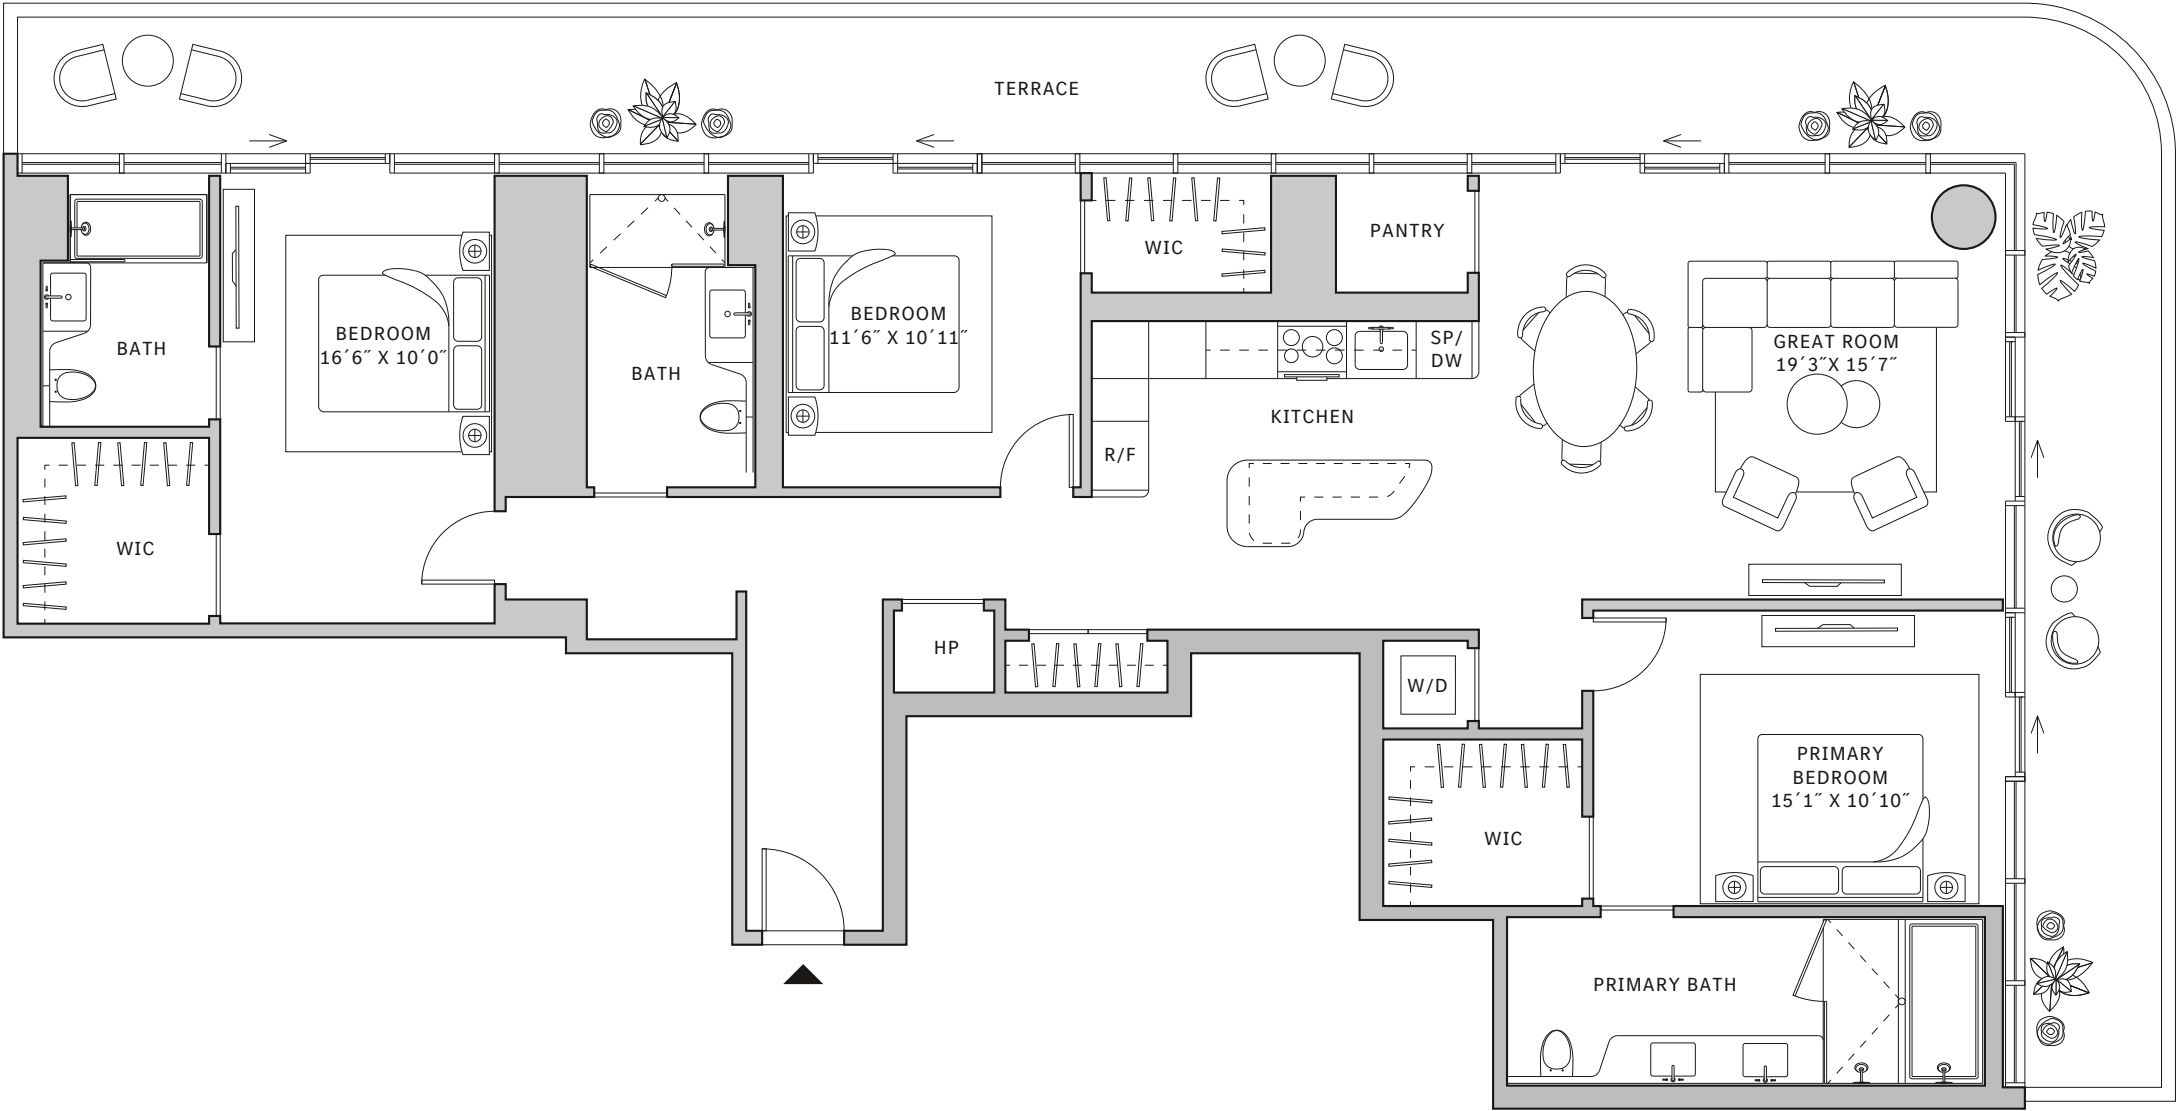 TERRACE
PANTRY
WIC
BEDROOM
11´6˝ X 10´11˝
BEDROOM
16´6˝ X 10´0˝
BATH
BATH
SP/
DW
GREAT ROOM
19´3˝X 15´7˝
KITCHEN
R/F
WIC
HP
W/D
PRIMARY
BEDROOM
15´1˝ X 10´10˝
WIC
PRIMARY BATH